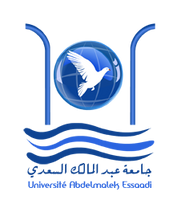 جامعة عبد المالك السعدي
Université Abdelmalek Essaadi